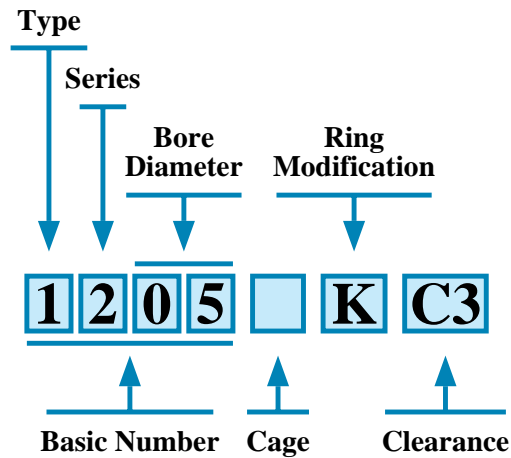 Type
Series
Bore
Diameter
Ring
Modification
1 2 0 5 K C3
Basic Number
Cage
Clearance